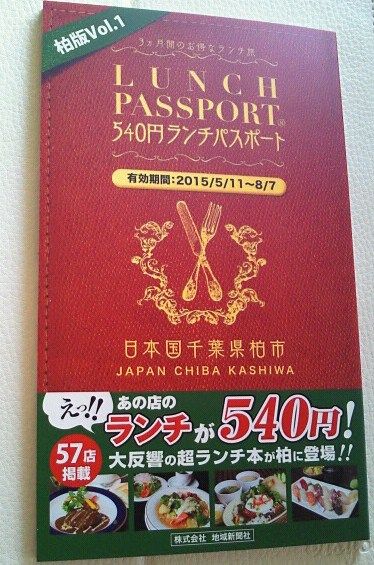 柏版Vol.1
3ヵ月間のお得なランチ旅
LUNCH
PASSPORT®
540円ランチパスポート
有効期間:2015/5/11〜8/7
日本国千葉県柏市
JAPAN CHIBA KASHIWA
えっ!!
あの店の
ランチが540円!
57店
掲載
大反響の超ランチ本が柏に登場!!
株式会社 地域新聞社